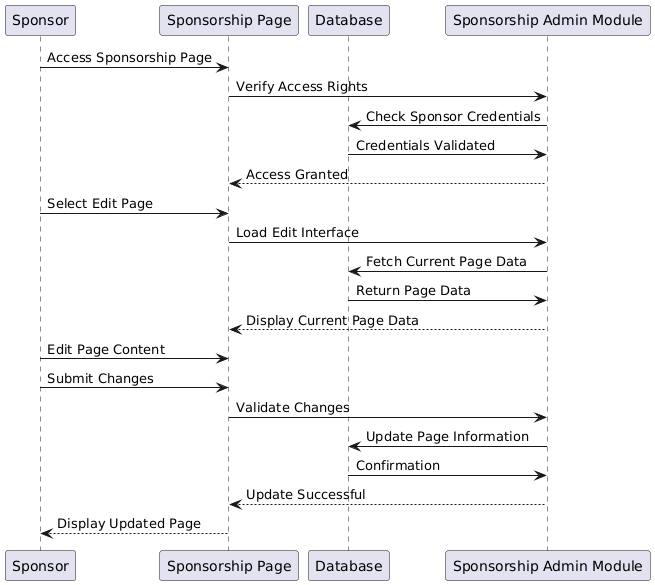 Sponsor
Sponsorship Page
Database
Sponsorship Admin Module
Access Sponsorship Page
Verify Access Rights
Check Sponsor Credentials
Credentials Validated
Access Granted
Select Edit Page
Load Edit Interface
Fetch Current Page Data
Return Page Data
Display Current Page Data
Edit Page Content
Submit Changes
Validate Changes
Update Page Information
Confirmation
Update Successful
Display Updated Page
Sponsor
Sponsorship Page
Database
Sponsorship Admin Module